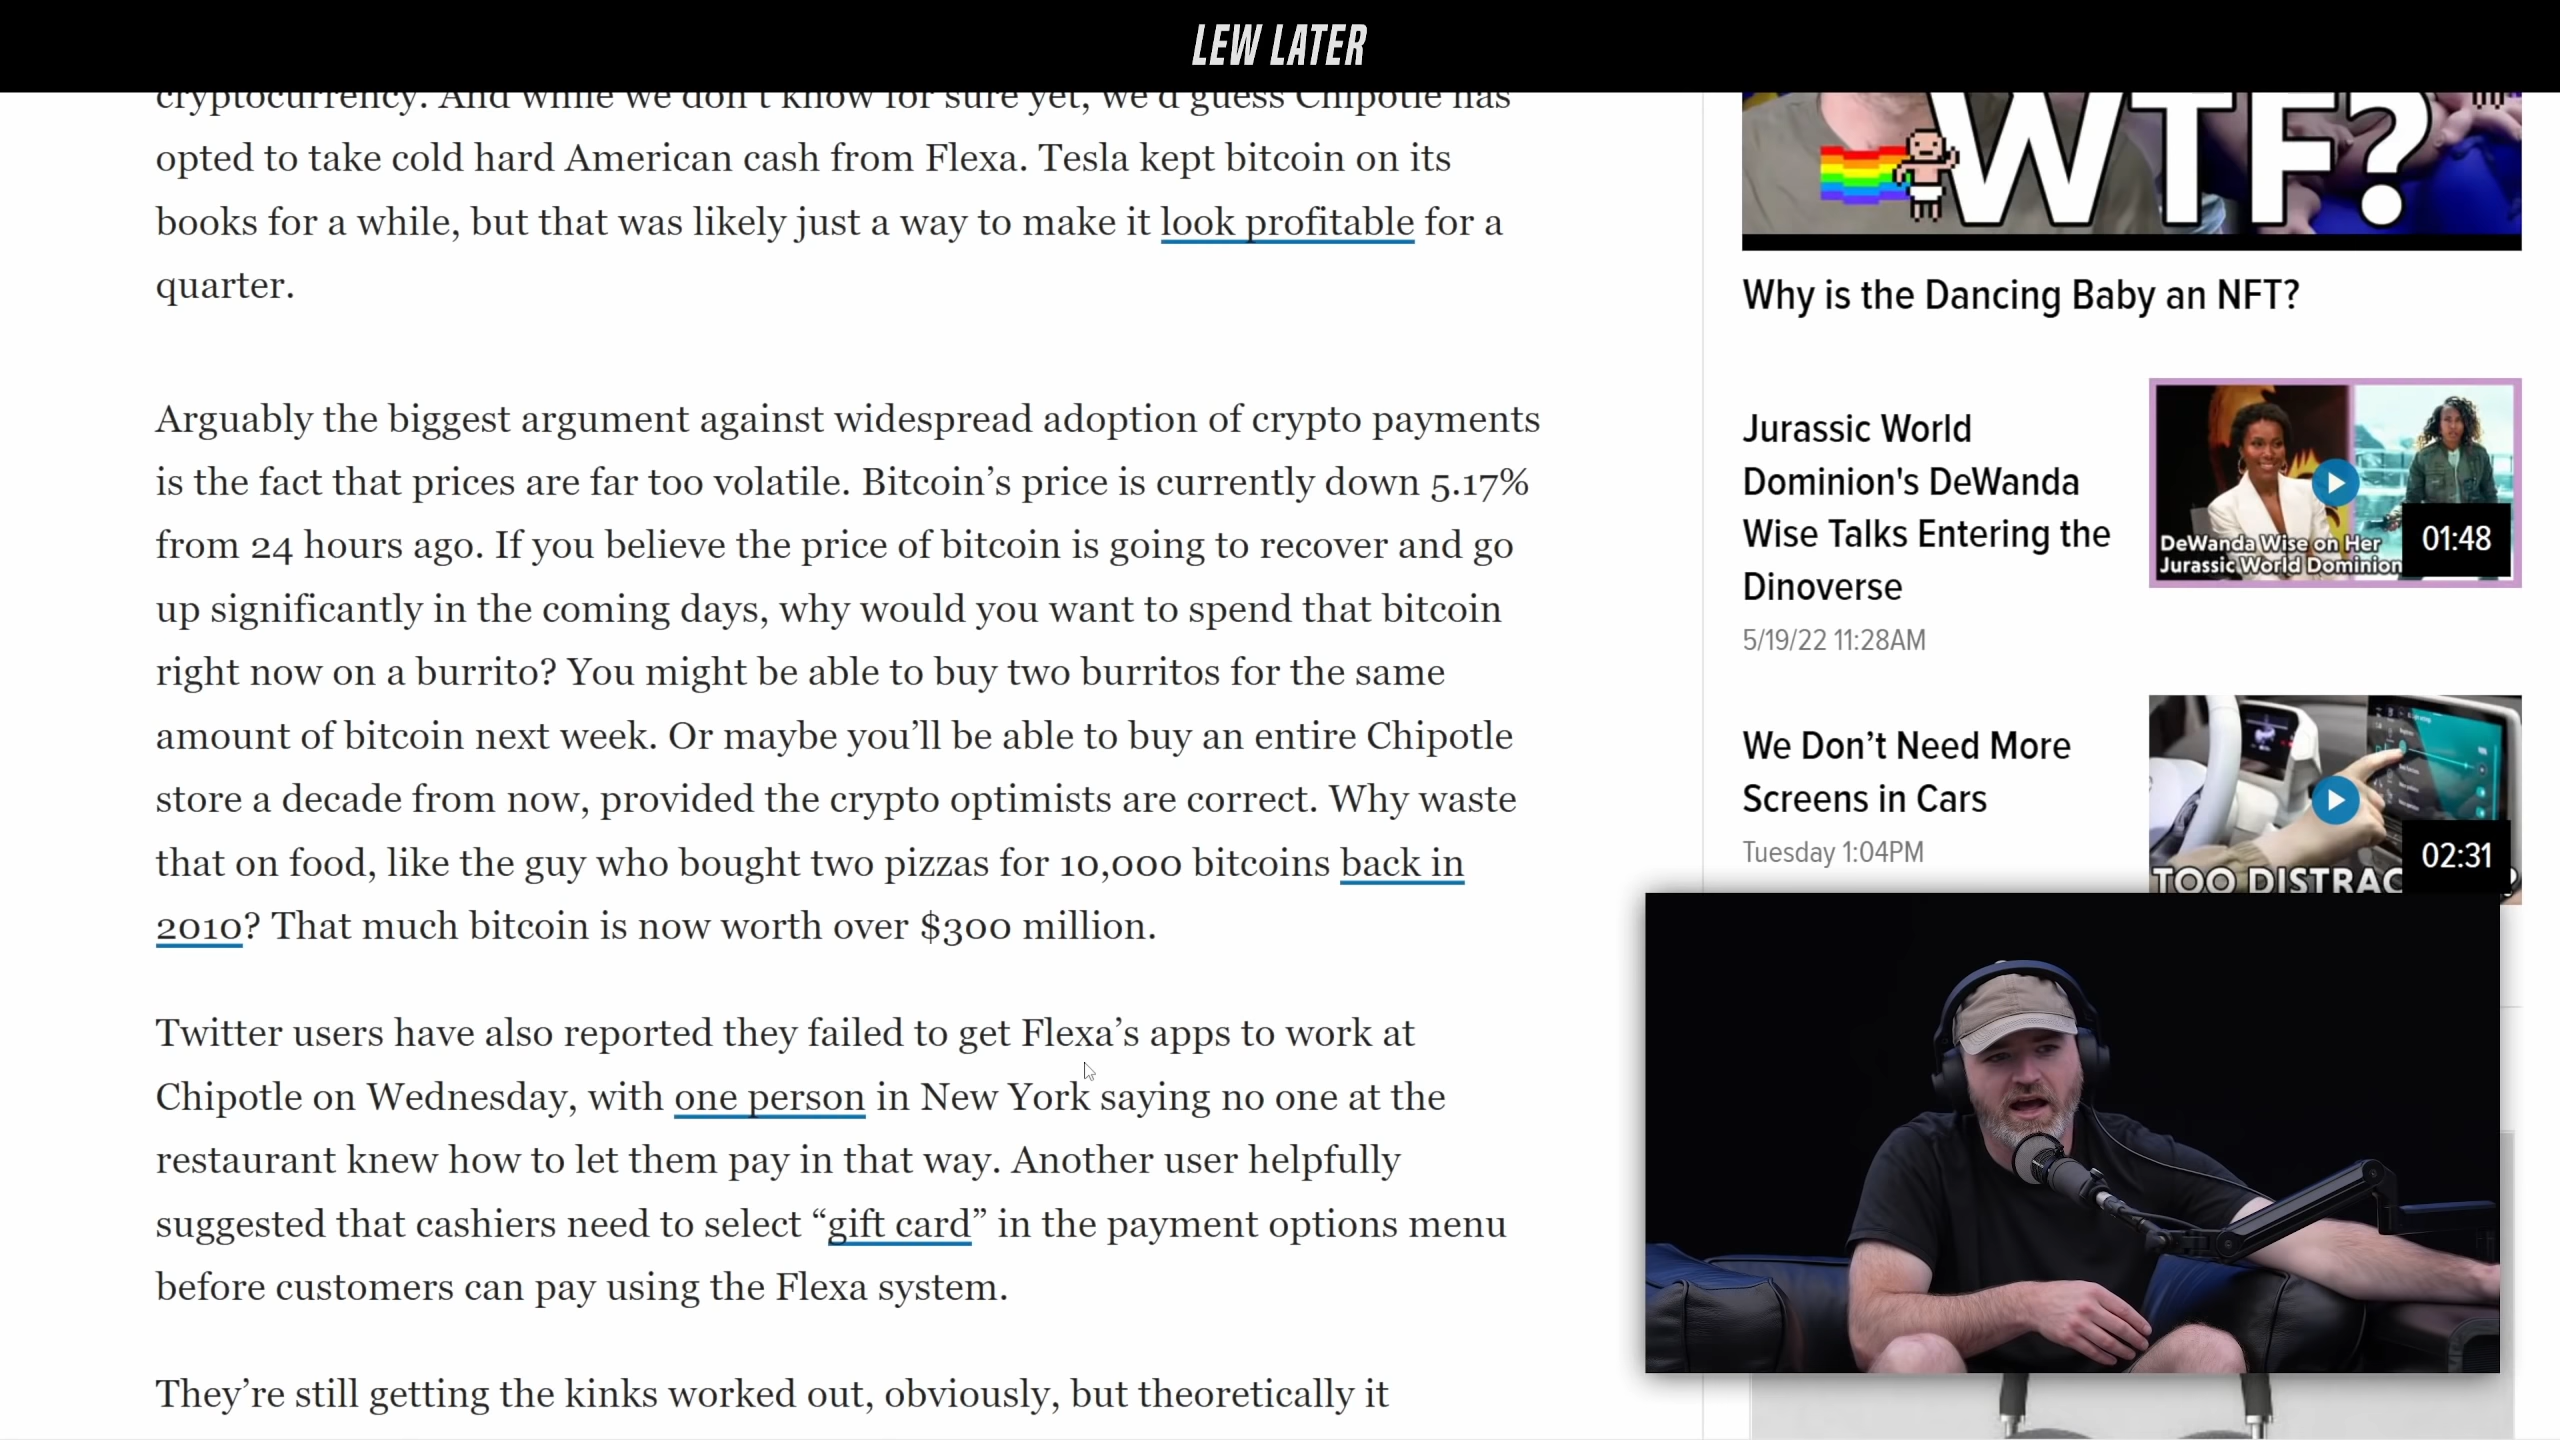 LEW LATER
cryptocurrency. And while we don't know for sure yet, we'd guess Chipotle has
opted to take cold hard American cash from Flexa. Tesla kept bitcoin on its
books for a while, but that was likely just a way to make it look profitable for a
quarter.
Arguably the biggest argument against widespread adoption of crypto payments
is the fact that prices are far too volatile. Bitcoin’s price is currently down 5.17%
from 24 hours ago. If you believe the price of bitcoin is going to recover and go
up significantly in the coming days, why would you want to spend that bitcoin
right now on a burrito? You might be able to buy two burritos for the same
amount of bitcoin next week. Or maybe you’ll be able to buy an entire Chipotle
store a decade from now, provided the crypto optimists are correct. Why waste
that on food, like the guy who bought two pizzas for 10,000 bitcoins back in
2010? That much bitcoin is now worth over $300 million.
Twitter users have also reported they failed to get Flexa’s apps to work at
Chipotle on Wednesday, with one person in New York saying no one at the
restaurant knew how to let them pay in that way. Another user helpfully
suggested that cashiers need to select “gift card” in the payment options menu
before customers can pay using the Flexa system.
They’re still getting the kinks worked out, obviously, but theoretically it
WTF?
Why is the Dancing Baby an NFT?
Jurassic World
Dominion's DeWanda
Wise Talks Entering the
Dinoverse
5/19/22 11:28AM
DeWanda Wise on Her
Jurassic World Dominion
01:48
We Don’t Need More
Screens in Cars
Tuesday 1:04PM
02:31
TOO